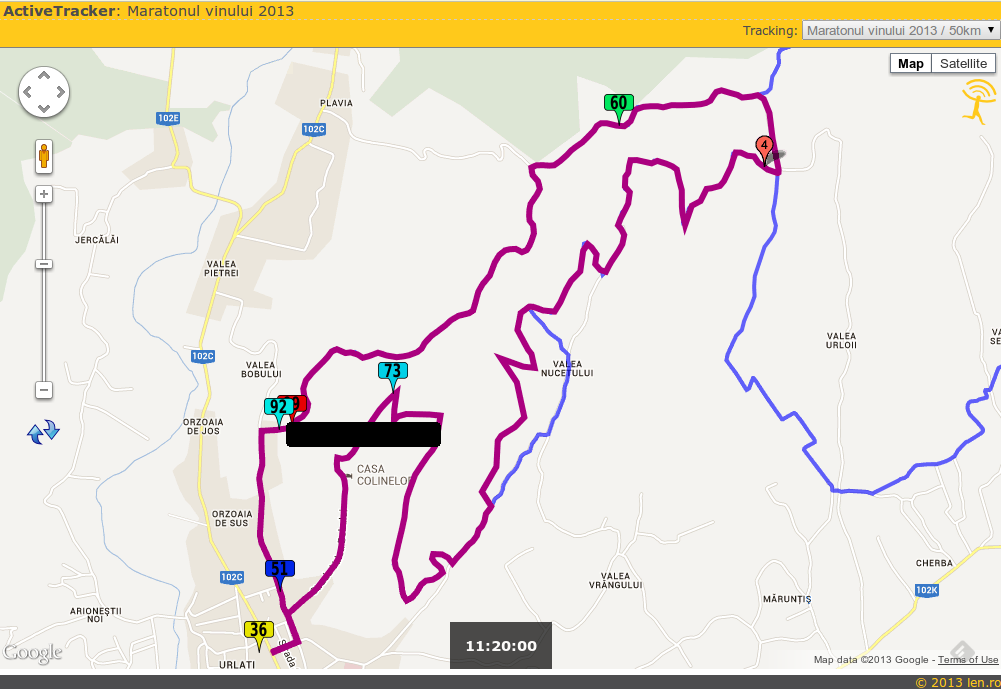 ActiveTracker: Maratonul vinului 2013
Tracking: Maratonul vinului 2013 / 50km
Map Satellite
60
102E
PLAVIA
102C
4
JERCĂLĂI
VALEA
PIETREI
102C
VALEA
BOBULUI
73
VALEA
NUCETULUI
VALEA
URLOII
92
ORZOAIA
DE JOS
CASA
COLINELOR
ORZOAIA
DE SUS
51
102C
VALEA
VRÂNGULUI
CHERBA
102K
MĂRUNȚIȘ
ARIONEȘTII
NOI
36
Strada
URLATI
11:20:00
Google
Map data ©2013 Google - Terms of Use
© 2013 len.ro